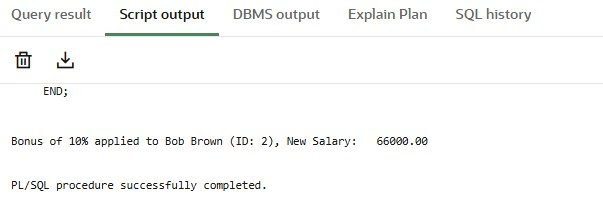 Query result Script output DBMS output Explain Plan SQL history
END;
Bonus of 10% applied to Bob Brown (ID: 2), New Salary:   66000.00
PL/SQL procedure successfully completed.